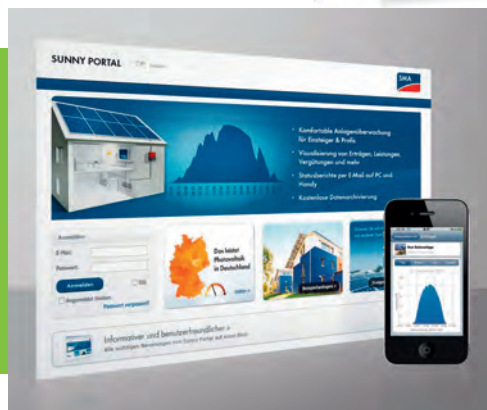 SUNNY PORTAL
SMA
· Komfortable Anlagenüberwachung
für Einsteiger & Profis
· Visualisierung von Erträgen, Leistungen,
Vergütungen und mehr
· Statusberichte per E-Mail auf PC und
Handy
· Kostenlose Datenarchivierung
Anmelden
E-Mail:
Passwort:
Anmelden
SSL
Angemeldet bleiben
Passwort vergessen?
Das leistet
Photovoltaik
in Deutschland
Beispielanlagen >
Informativer und benutzerfreundlicher »